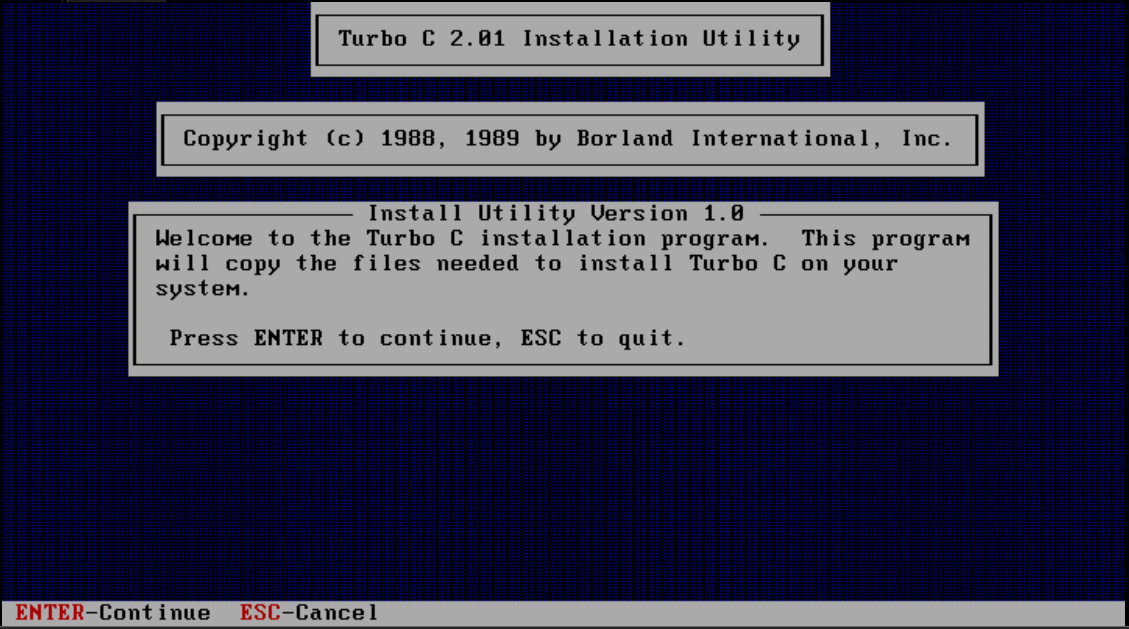 Turbo C 2.01 Installation Utility
Copyright (c) 1988, 1989 by Borland International, Inc.
Install Utility Version 1.0
Welcome to the Turbo C installation program.  This program
will copy the files needed to install Turbo C on your
system.
Press ENTER to continue, ESC to quit.
ENTER-Continue  ESC-Cancel